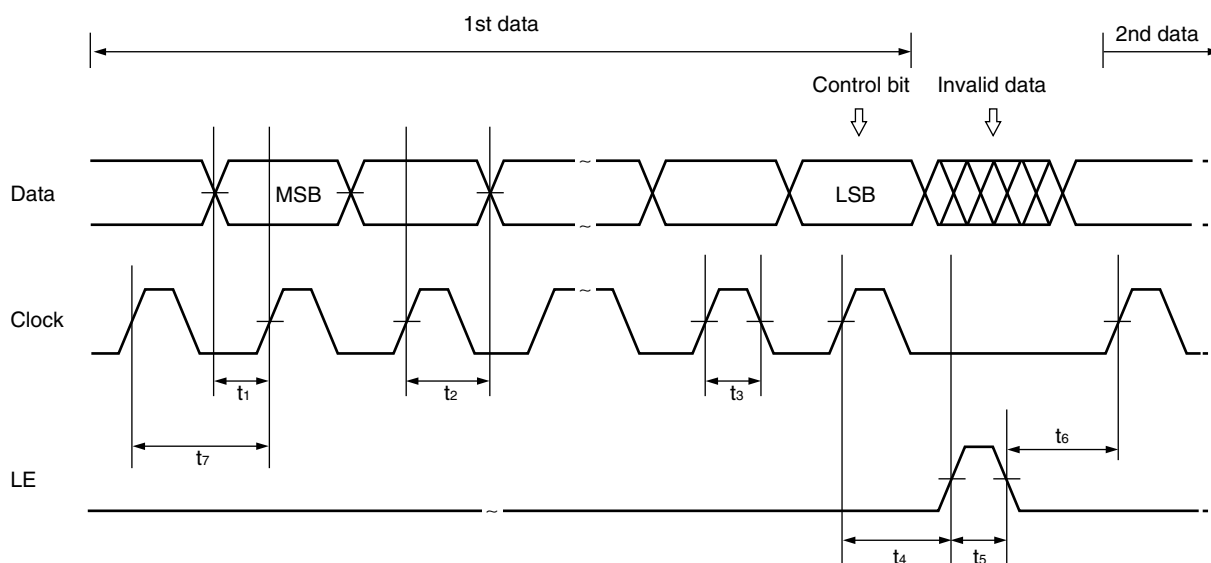 1st data
2nd data
Control bit
Invalid data
Data
MSB
LSB
Clock
t1
t2
t3
t7
t6
LE
t4
t5